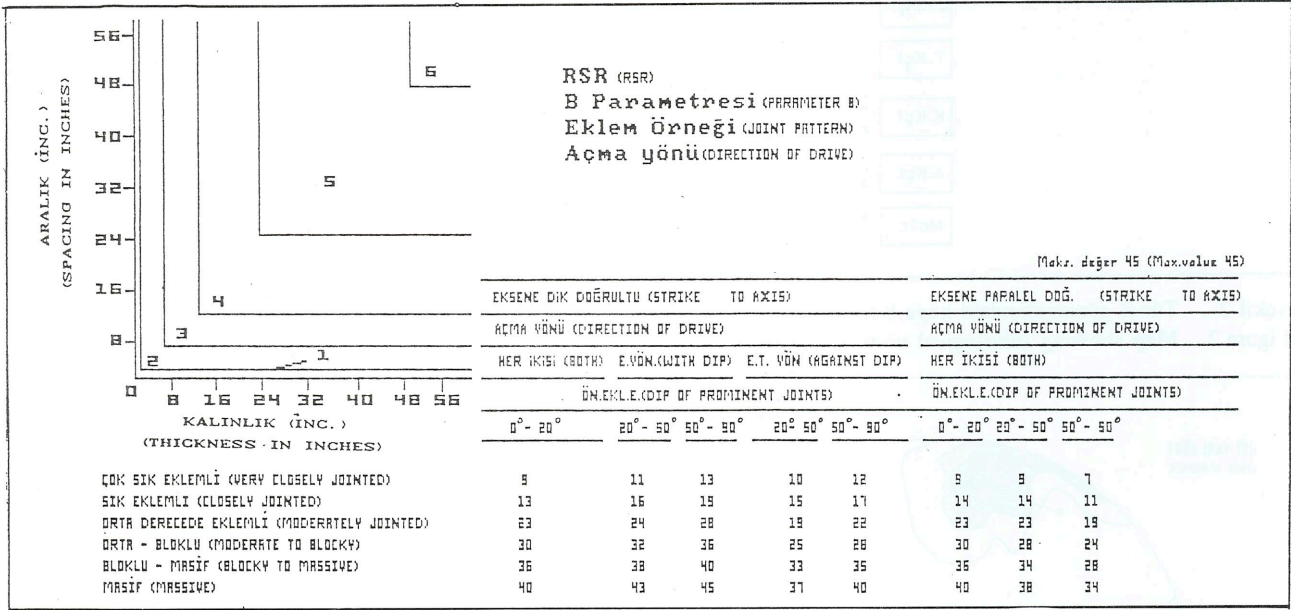 56
48
40
32
24
16
8
0
ARALIK (İNC.)
(SPACING IN INCHES)
1
2
3
4
5
6
8 16 24 32 40 48 56
KALINLIK (İNC.)
(THICKNESS IN INCHES)
RSR (RSR)
B Parametresi (PARAMETER B)
Eklem Örneği (JOINT PATTERN)
Açma yönü (DIRECTION OF DRIVE)
Maks. değer 45 (Max.value 45)
EKSENE DİK DOĞRULTU (STRIKE TO AXIS) EKSENE PARALEL DOĞ. (STRIKE TO AXIS)
AÇMA YÖNÜ (DIRECTION OF DRIVE) AÇMA YÖNÜ (DIRECTION OF DRIVE)
HER İKİSİ (BOTH) E.YÖN.(WITH DIP) E.T. YÖN (AGAINST DIP) HER İKİSİ (BOTH)
ÖN.EKL.E.(DIP OF PROMINENT JOINTS) ÖN.EKL.E.(DIP OF PROMINENT JOINTS)
0°- 20° 20°- 50° 50°- 90° 20°- 50° 50°- 90° 0°- 20° 20°- 50° 50°- 90°
ÇOK SIK EKLEMLİ (VERY CLOSELY JOINTED) 9 11 13 10 12 9 9 7
SIK EKLEMLİ (CLOSELY JOINTED) 13 16 19 15 17 14 14 11
ORTA DERECEDE EKLEMLİ (MODERATELY JOINTED) 23 24 28 19 22 23 23 19
ORTA - BLOKLU (MODERATE TO BLOCKY) 30 32 36 25 28 30 28 24
BLOKLU - MASİF (BLOCKY TO MASSIVE) 36 38 40 33 35 36 34 28
MASİF (MASSIVE) 40 43 45 37 40 40 38 34